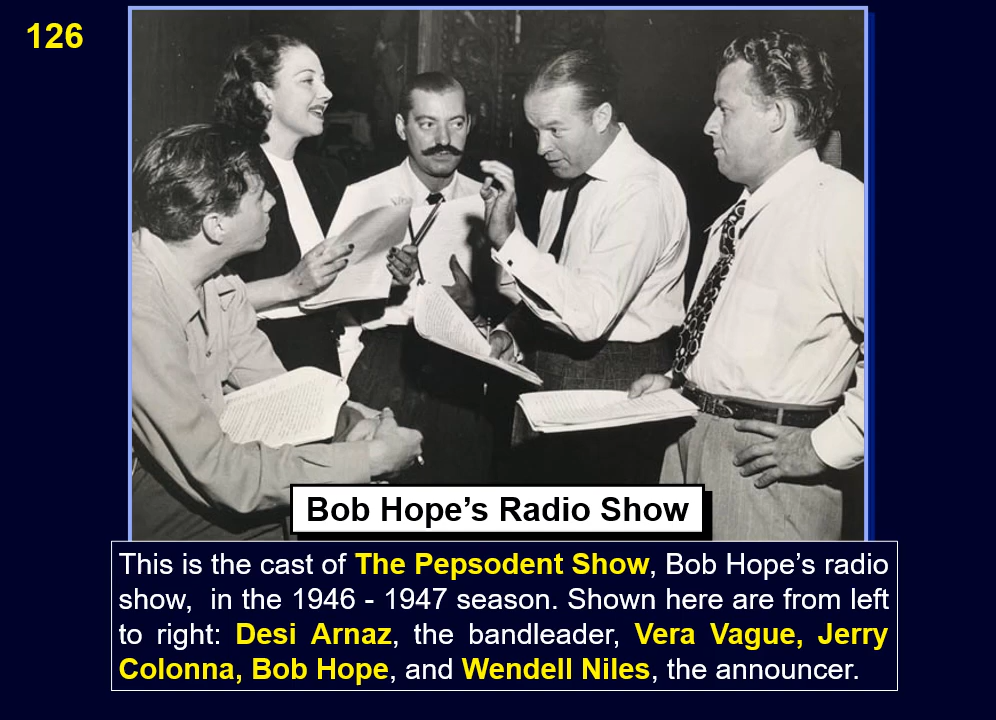 126
Bob Hope’s Radio Show
This is the cast of The Pepsodent Show, Bob Hope’s radio
show,  in the 1946 - 1947 season. Shown here are from left
to right: Desi Arnaz, the bandleader, Vera Vague, Jerry
Colonna, Bob Hope, and Wendell Niles, the announcer.